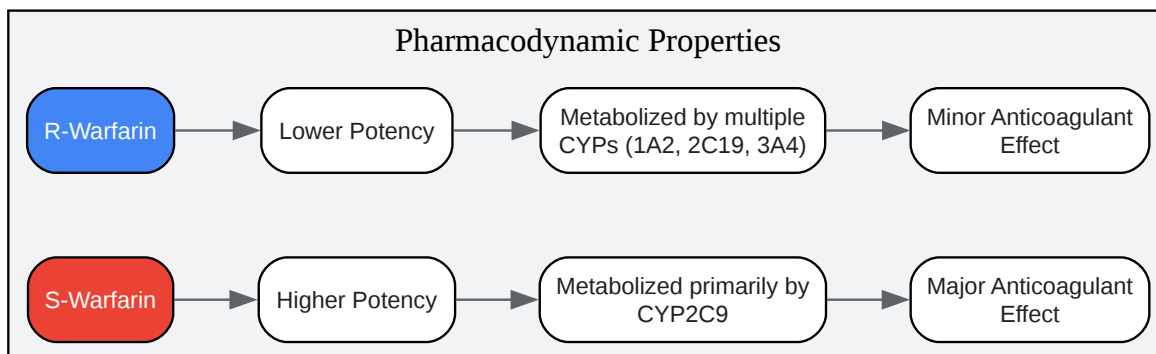 Pharmacodynamic Properties
R-Warfarin
Lower Potency
Metabolized by multiple
CYPs (1A2, 2C19, 3A4)
Minor Anticoagulant
Effect
S-Warfarin
Higher Potency
Metabolized primarily by
CYP2C9
Major Anticoagulant
Effect